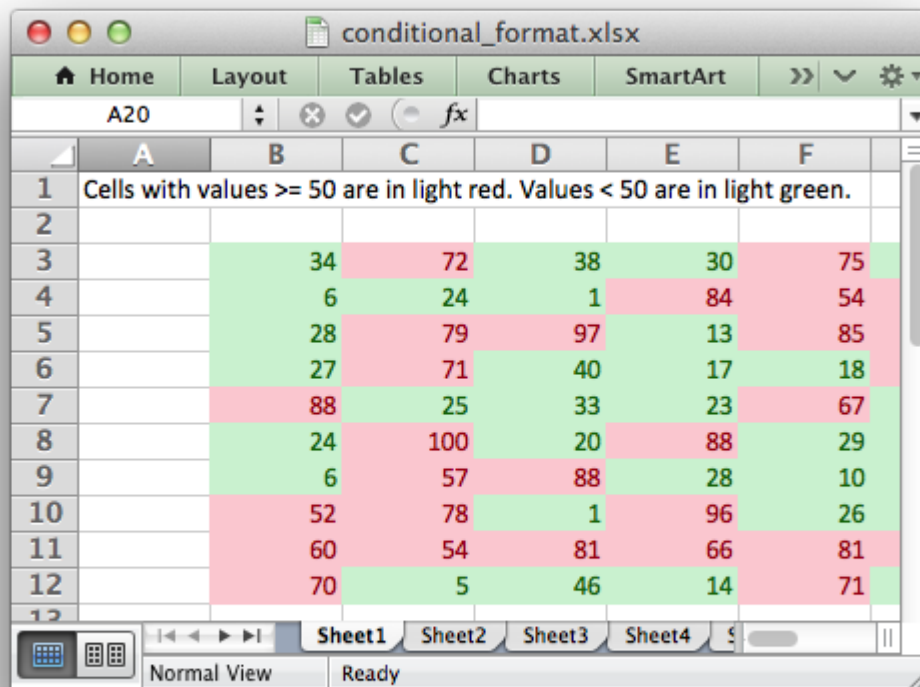 conditional_format.xlsx
Home Layout Tables Charts SmartArt
A20 fx
A B C D E F
1 Cells with values >= 50 are in light red. Values < 50 are in light green.
2
3 34 72 38 30 75
4 6 24 1 84 54
5 28 79 97 13 85
6 27 71 40 17 18
7 88 25 33 23 67
8 24 100 20 88 29
9 6 57 88 28 10
10 52 78 1 96 26
11 60 54 81 66 81
12 70 5 46 14 71
13
Sheet1 Sheet2 Sheet3 Sheet4
Normal View Ready